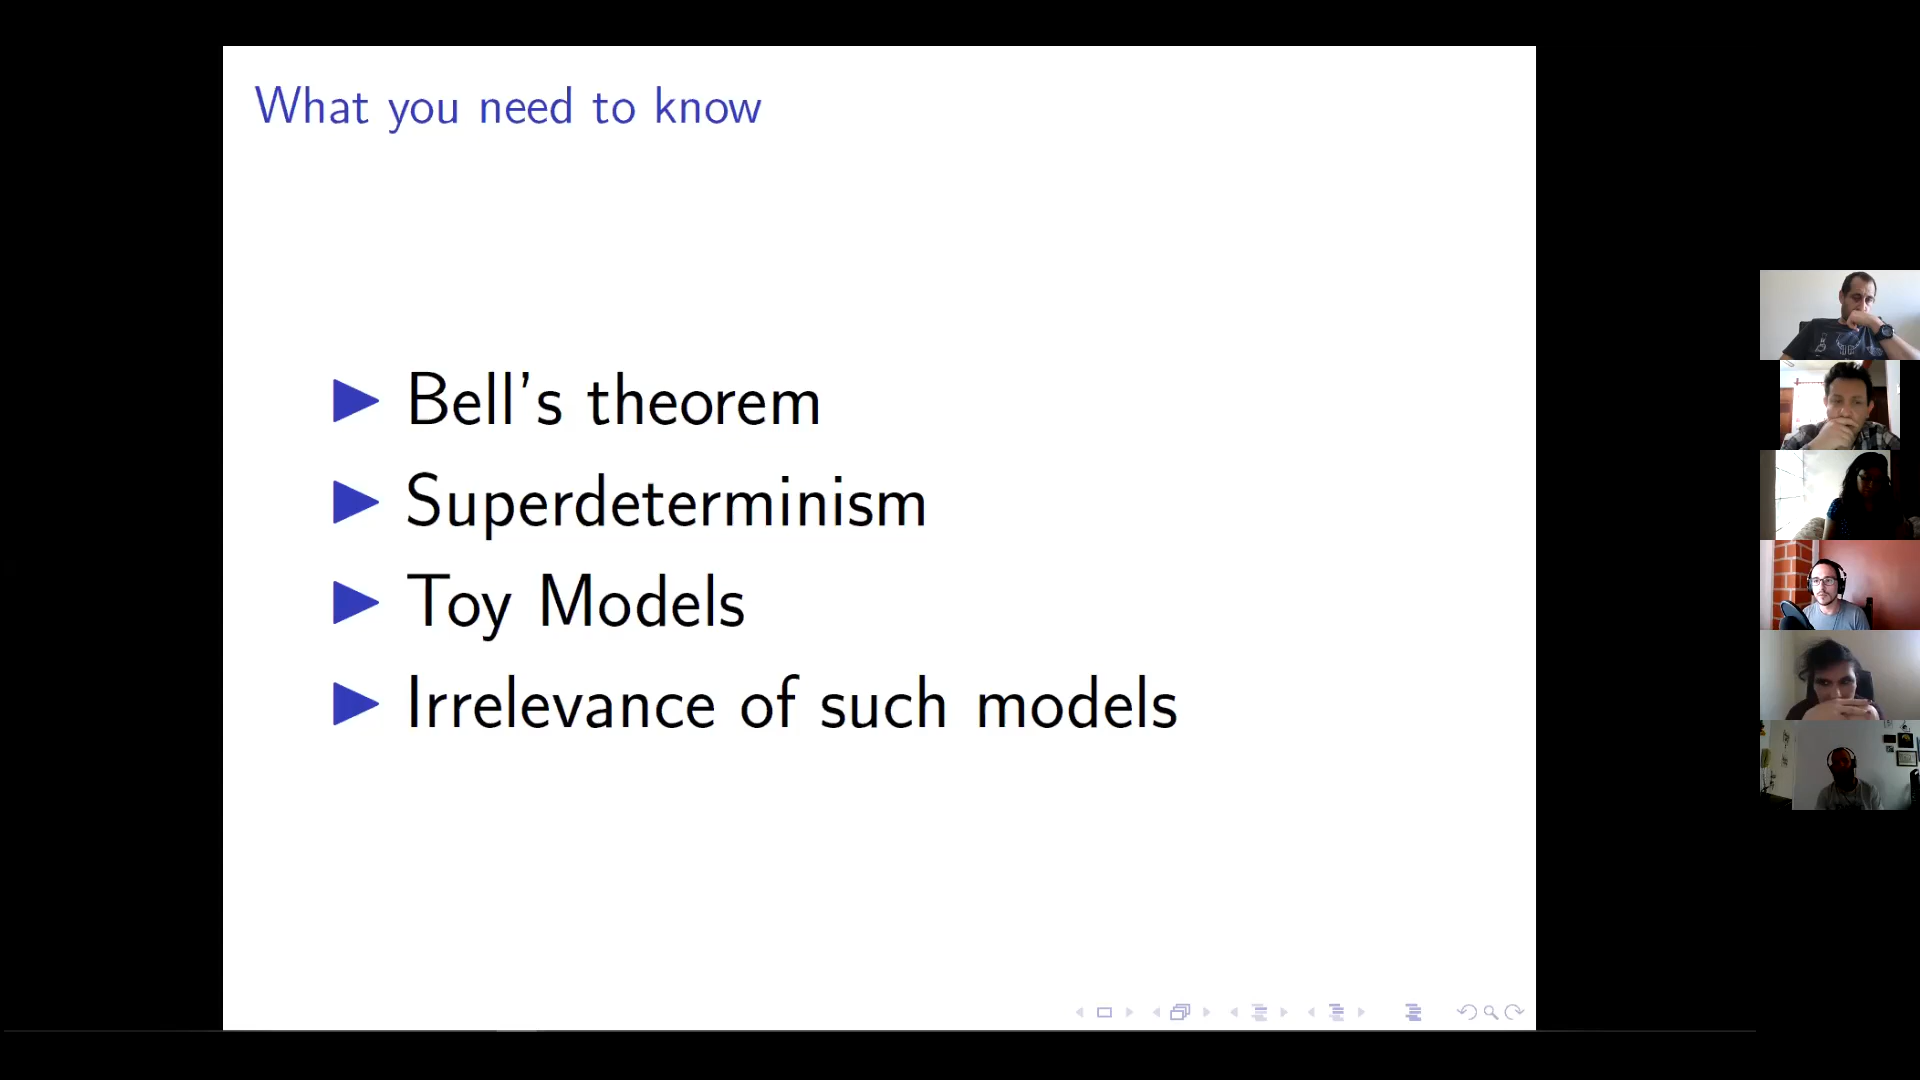 What you need to know
Bell's theorem
Superdeterminism
Toy Models
Irrelevance of such models